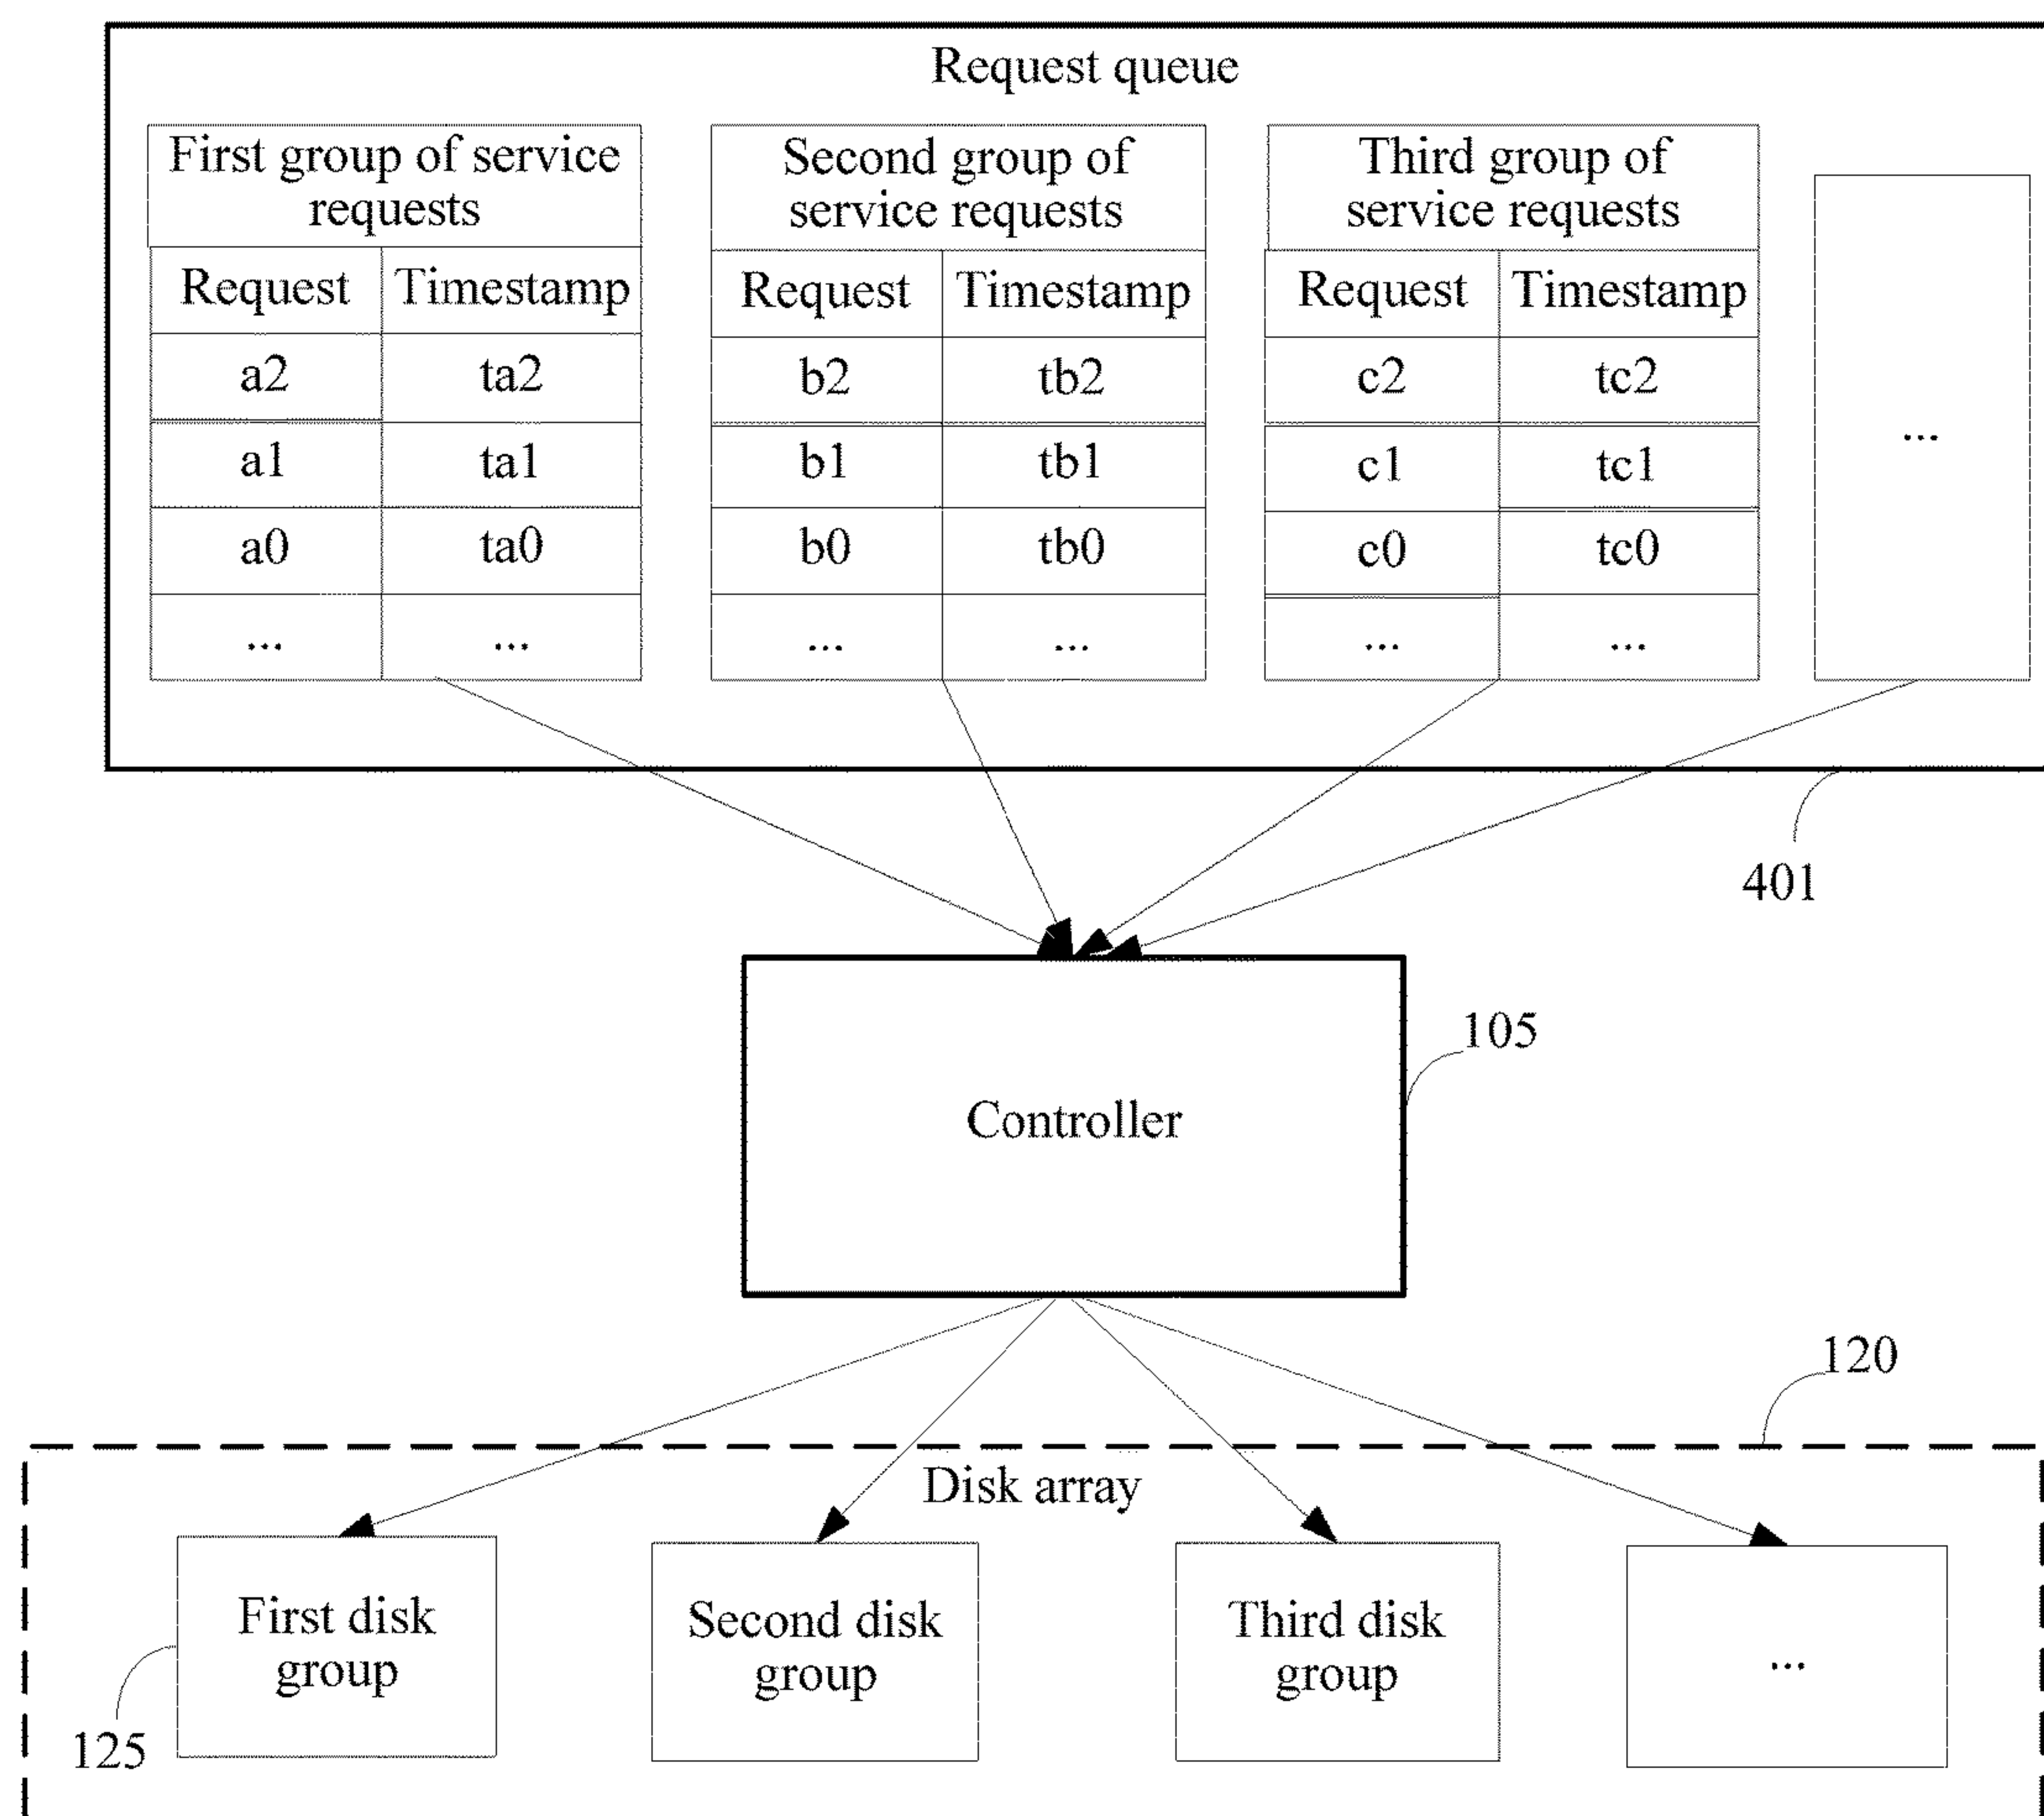 Request queue
First group of service
requests
Second group of
service requests
Third group of
service requests
Request Timestamp
Request Timestamp
Request Timestamp
a2 ta2
b2 tb2
c2 tc2
...
a1 ta1
b1 tb1
c1 tc1
a0 ta0
b0 tb0
c0 tc0
... ...
... ...
... ...
401
105
Controller
120
Disk array
First disk
group
Second disk
group
Third disk
group
...
125